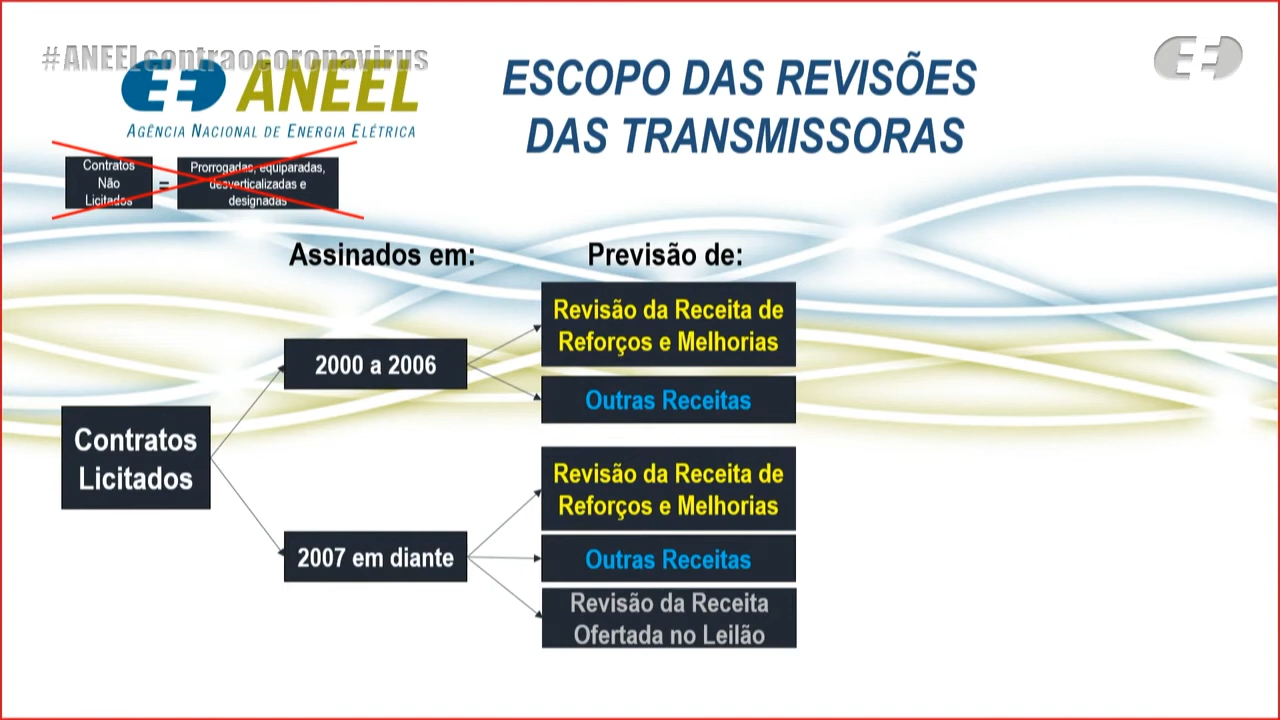 #ANEELcontraocoronavirus
ANEEL
AGÊNCIA NACIONAL DE ENERGIA ELÉTRICA
ESCOPO DAS REVISÕES
DAS TRANSMISSORAS
Contratos
Não
Licitados
=
Prorrogadas, equiparadas,
desverticalizadas e
designadas
Assinados em:
Previsão de:
Contratos
Licitados
2000 a 2006
Revisão da Receita de
Reforços e Melhorias
Outras Receitas
2007 em diante
Revisão da Receita de
Reforços e Melhorias
Outras Receitas
Revisão da Receita
Ofertada no Leilão